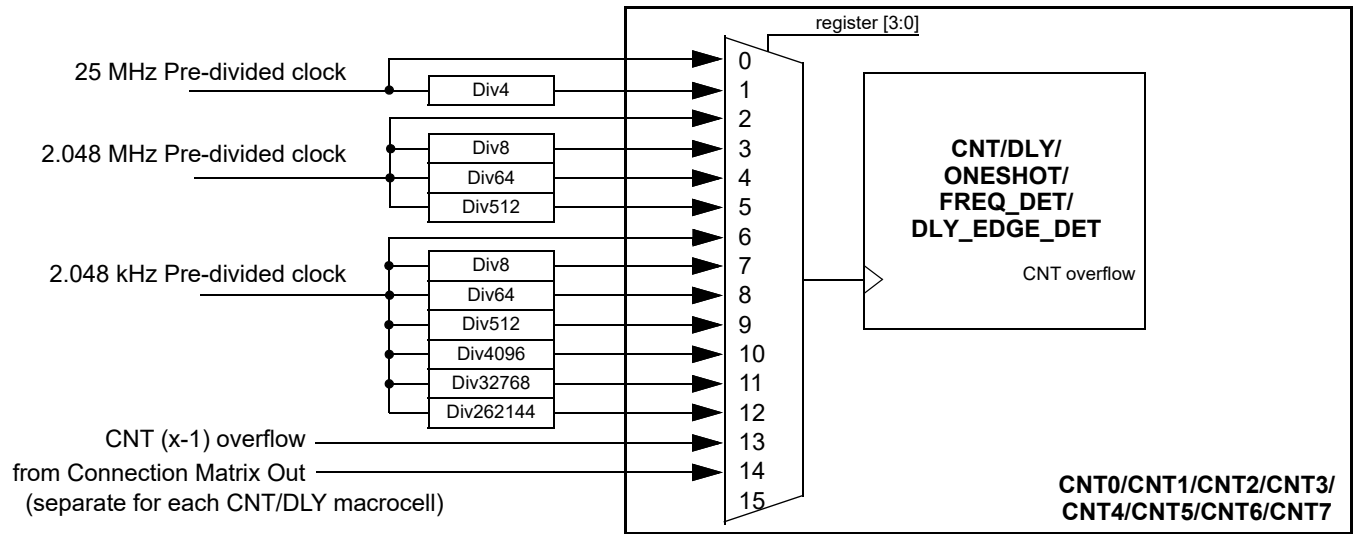 register [3:0]
25 MHz Pre-divided clock
Div4
2.048 MHz Pre-divided clock
Div8
Div64
Div512
2.048 kHz Pre-divided clock
Div8
Div64
Div512
Div4096
Div32768
Div262144
CNT (x-1) overflow
from Connection Matrix Out
(separate for each CNT/DLY macrocell)
0
1
2
3
4
5
6
7
8
9
10
11
12
13
14
15
CNT/DLY/
ONESHOT/
FREQ_DET/
DLY_EDGE_DET
CNT overflow
CNT0/CNT1/CNT2/CNT3/
CNT4/CNT5/CNT6/CNT7